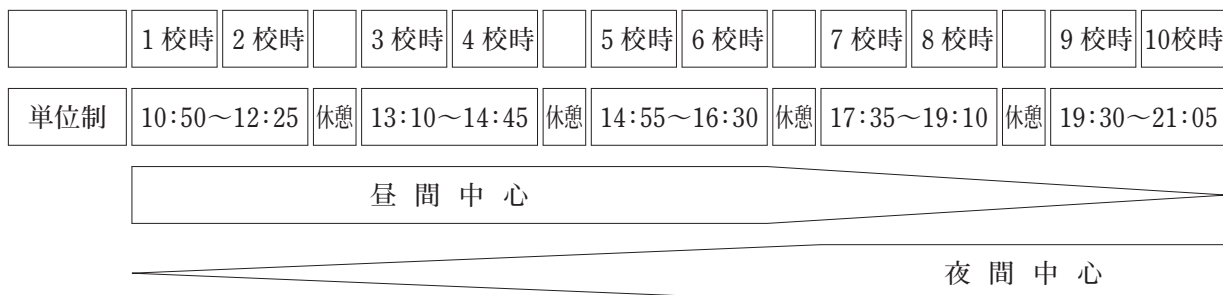 1校時 2校時 3校時 4校時 5校時 6校時 7校時 8校時 9校時 10校時
単位制 10:50～12:25 休憩 13:10～14:45 休憩 14:55～16:30 休憩 17:35～19:10 休憩 19:30～21:05
昼間中心
夜間中心